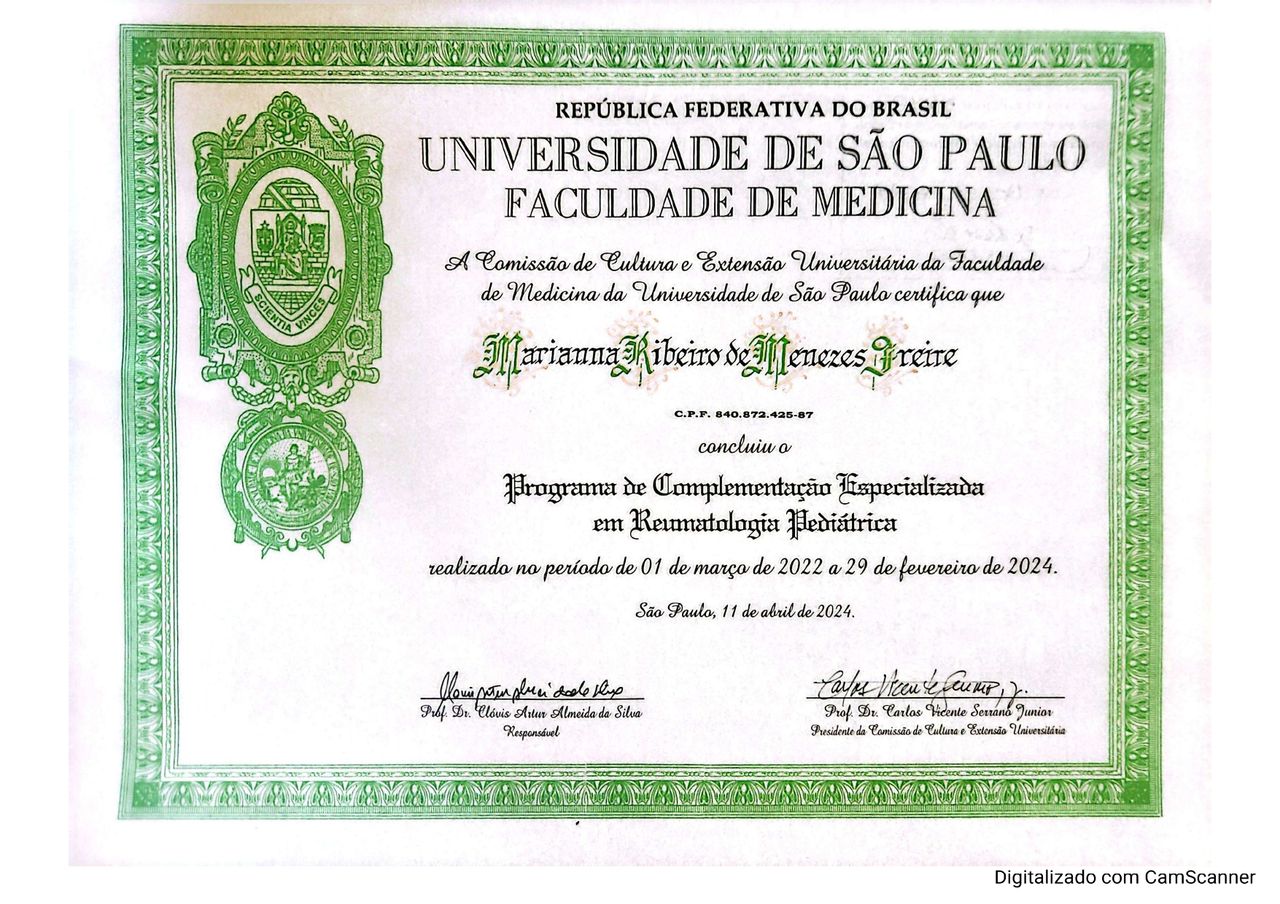 REPÚBLICA FEDERATIVA DO BRASIL
UNIVERSIDADE DE SÃO PAULO
FACULDADE DE MEDICINA
A Comissão de Cultura e Extensão Universitária da Faculdade
de Medicina da Universidade de São Paulo certifica que
Marianna Ribeiro de Menezes Freire
C.P.F. 840.872.425-87
concluiu o
Programa de Complementação Especializada
em Reumatologia Pediátrica
realizado no período de 01 de março de 2022 a 29 de fevereiro de 2024.
São Paulo, 11 de abril de 2024.
SCIENTIA VINCES
Prof. Dr. Clóvis Artur Almeida da Silva
Responsável
Carlos Vicente Serrano, Jr.
Prof. Dr. Carlos Vicente Serrano Junior
Presidente da Comissão de Cultura e Extensão Universitária
Digitalizado com CamScanner